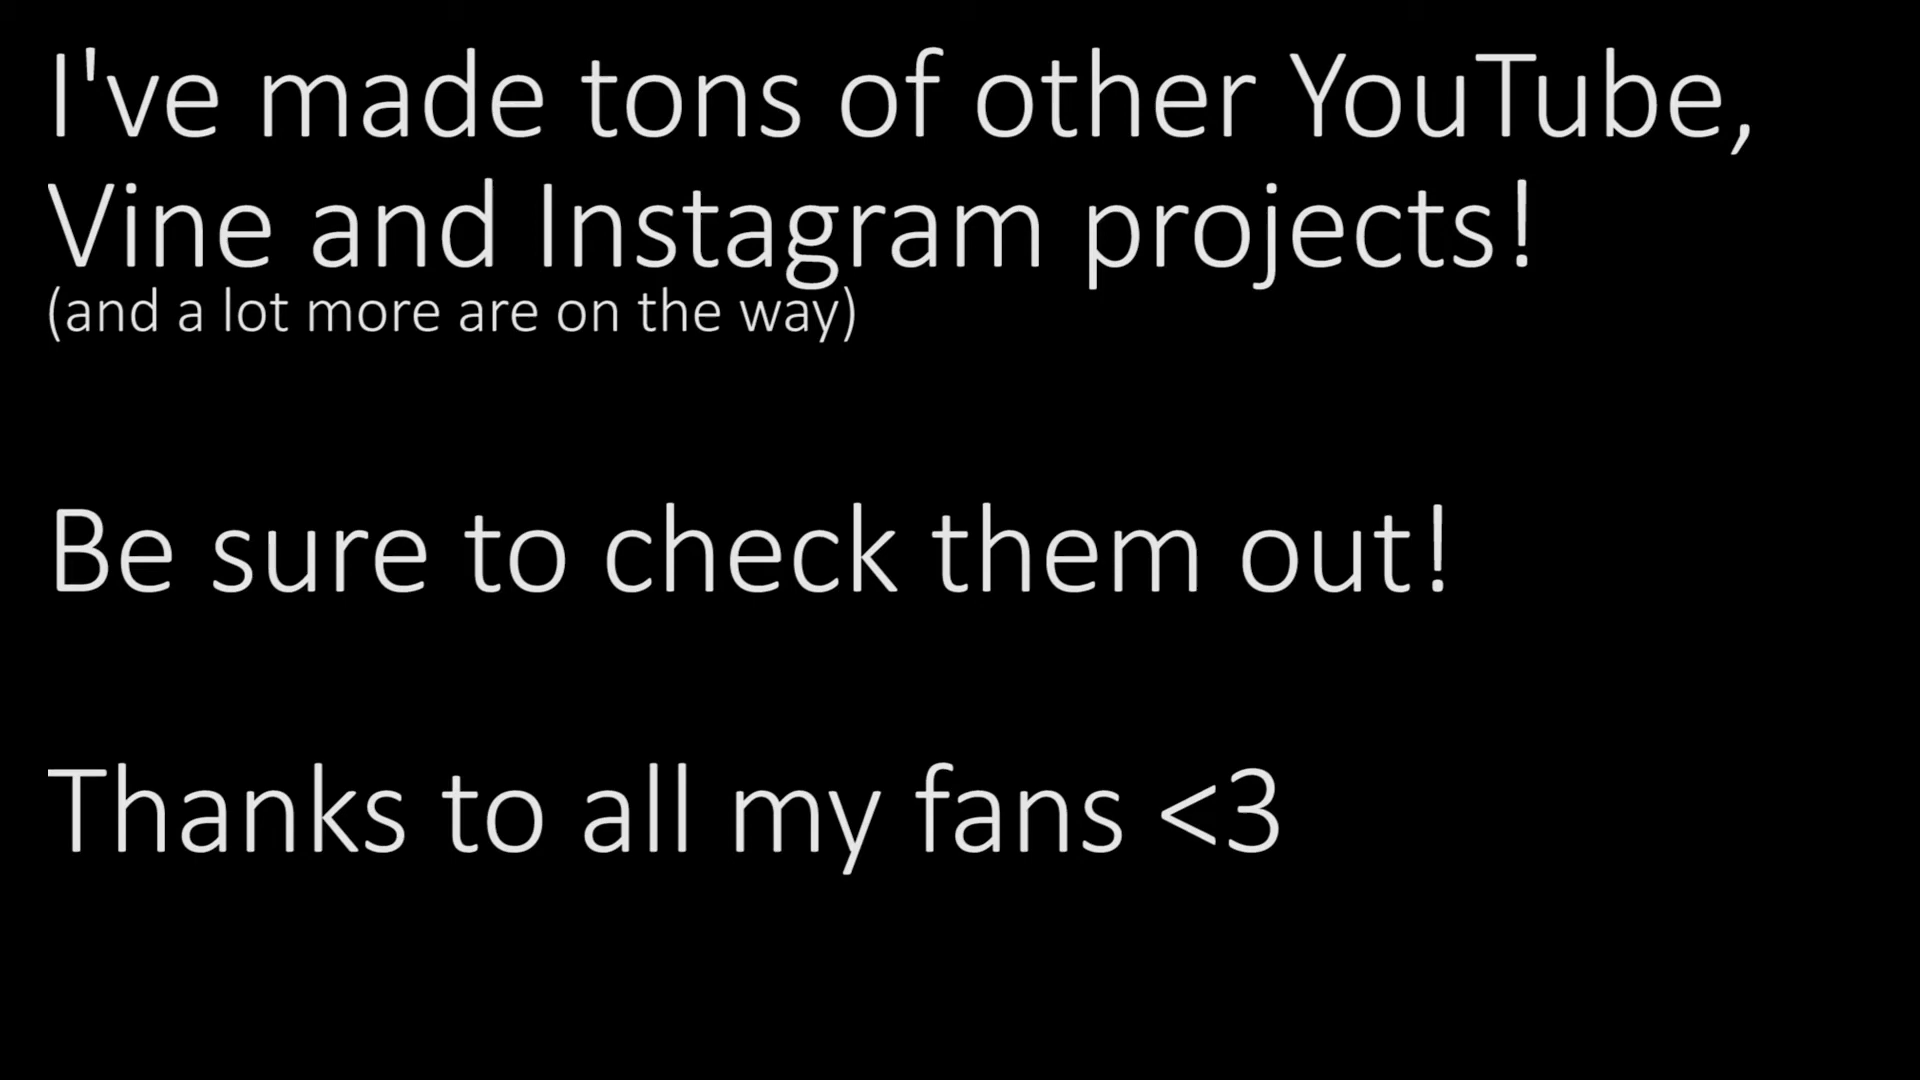 I've made tons of other YouTube,
Vine and Instagram projects!
(and a lot more are on the way)
Be sure to check them out!
Thanks to all my fans <3